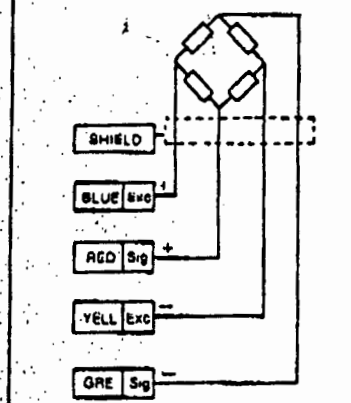 SHIELD
BLUE Exc +
RED Sig +
YELL Exc −
GRE Sig −